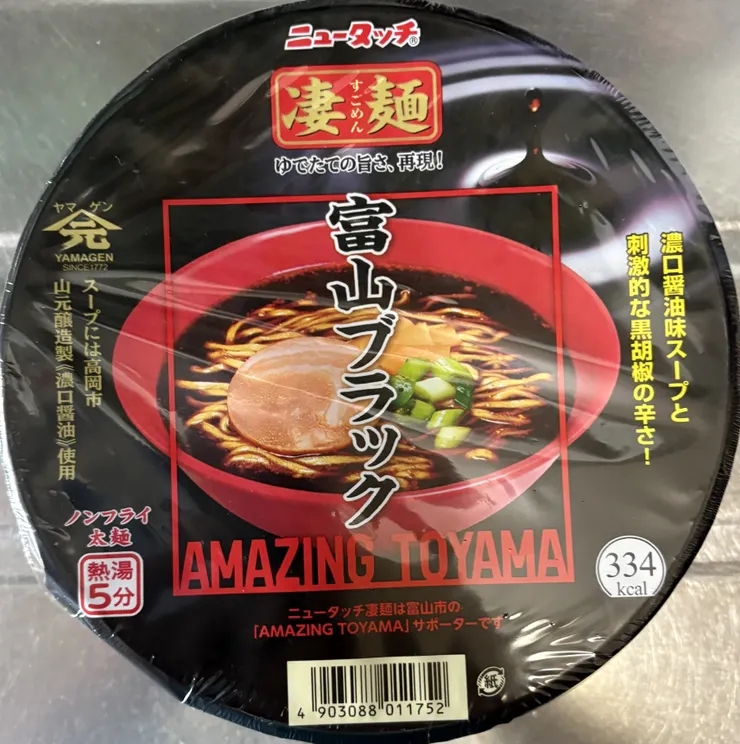 ニュータッチ®
凄麺
すごめん
ゆでたての旨さ、再現!
富山ブラック
濃口醤油味スープと
刺激的な黒胡椒の辛さ!
ヤマ ゲン
元
YAMAGEN
SINCE1772
スープには高岡市
山元醸造製《濃口醤油》使用
ノンフライ
太麺
熱湯
5分
AMAZING TOYAMA
334
kcal
ニュータッチ凄麺は富山市の
「AMAZING TOYAMA」サポーターです
4 903088 011752
紙